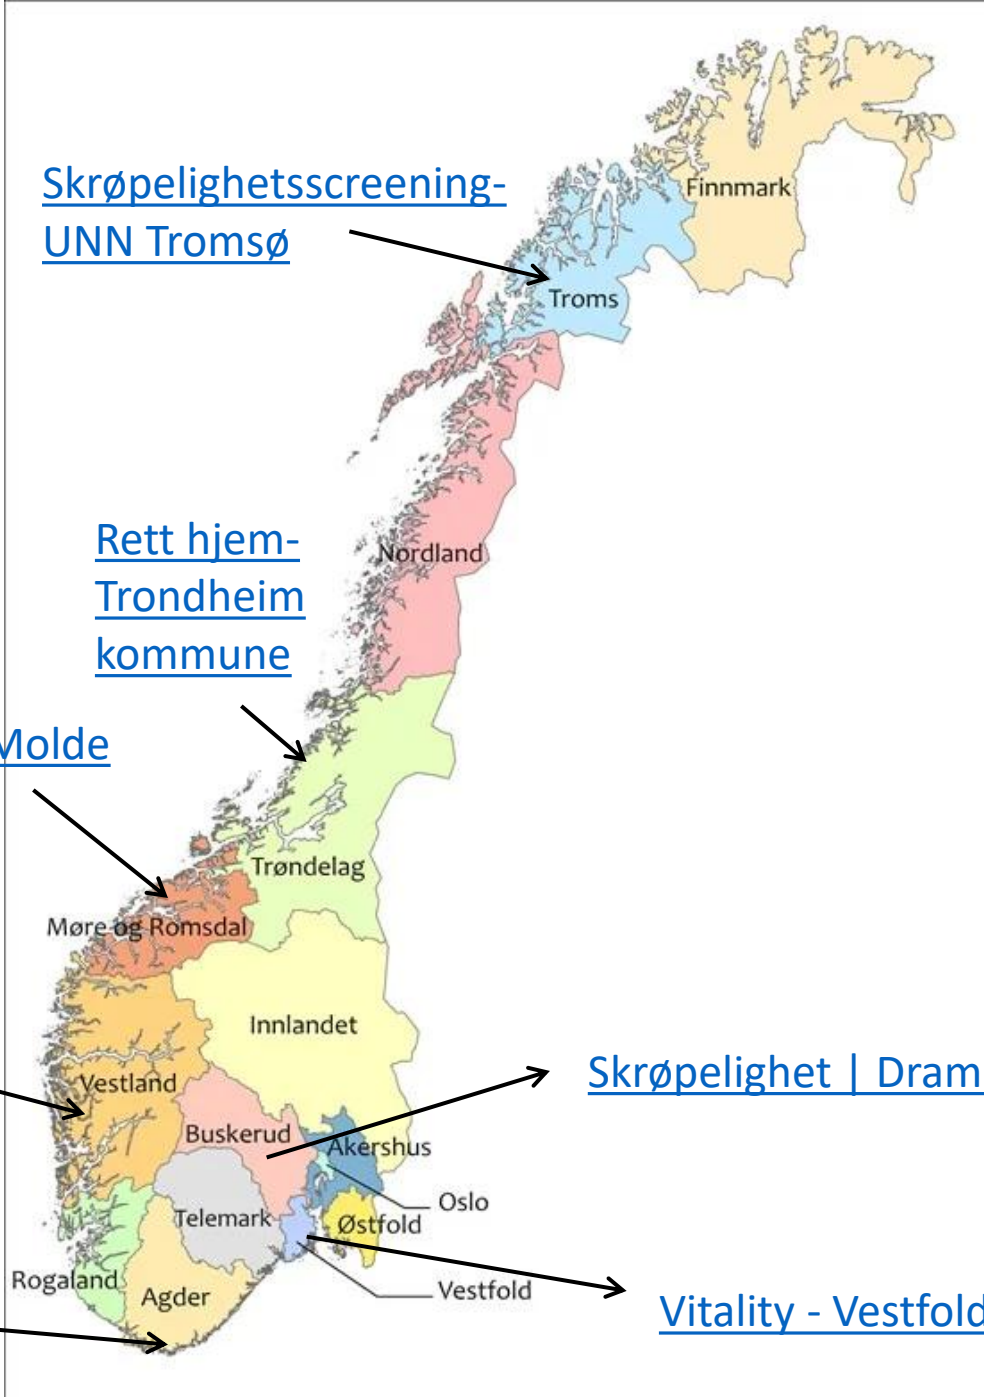 Skrøpelighetsscreening-
UNN Tromsø
Finnmark
Troms
Rett hjem-
Trondheim
kommune
Nordland
Molde
Trøndelag
Møre og Romsdal
Innlandet
Skrøpelighet | Dram
Vestland
Buskerud
Akershus
Oslo
Telemark
Østfold
Rogaland
Agder
Vestfold
Vitality - Vestfold